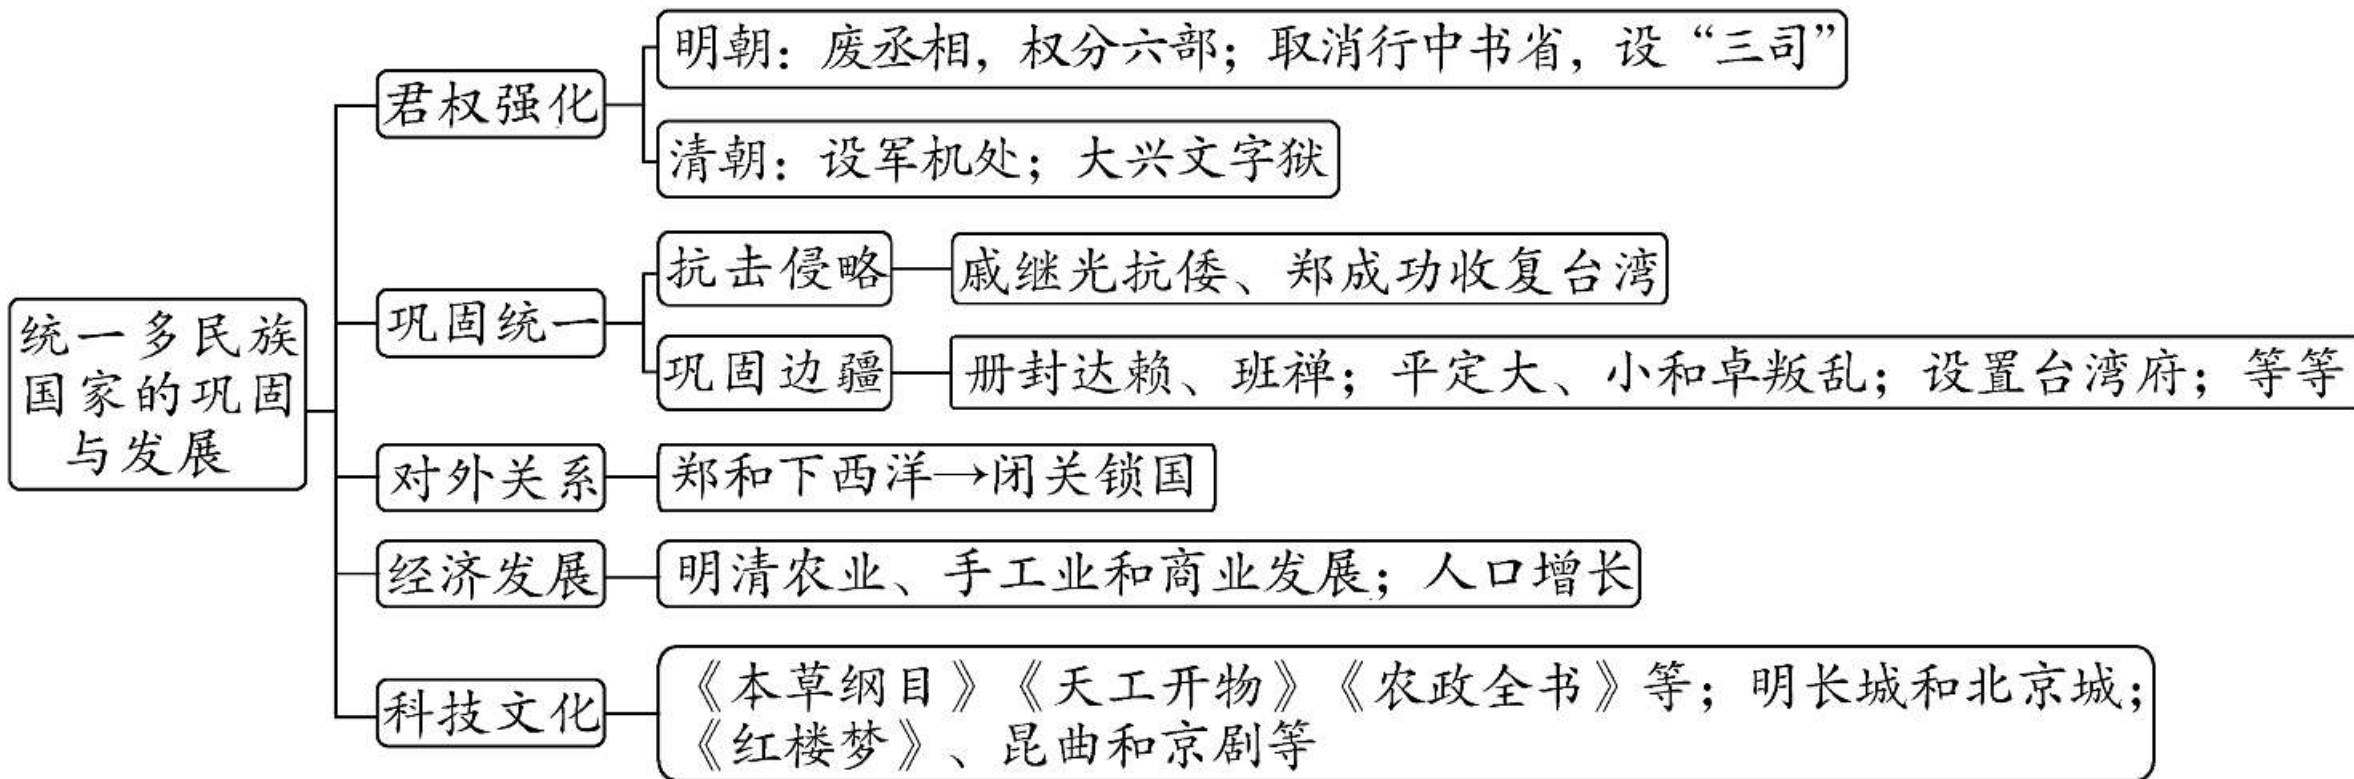 统一多民族
国家的巩固
与发展
君权强化
明朝：废丞相，权分六部；取消行中书省，设“三司”
清朝：设军机处；大兴文字狱
巩固统一
抗击侵略
戚继光抗倭、郑成功收复台湾
巩固边疆
册封达赖、班禅；平定大、小和卓叛乱；设置台湾府；等等
对外关系
郑和下西洋→闭关锁国
经济发展
明清农业、手工业和商业发展；人口增长
科技文化
《本草纲目》《天工开物》《农政全书》等；明长城和北京城；
《红楼梦》、昆曲和京剧等